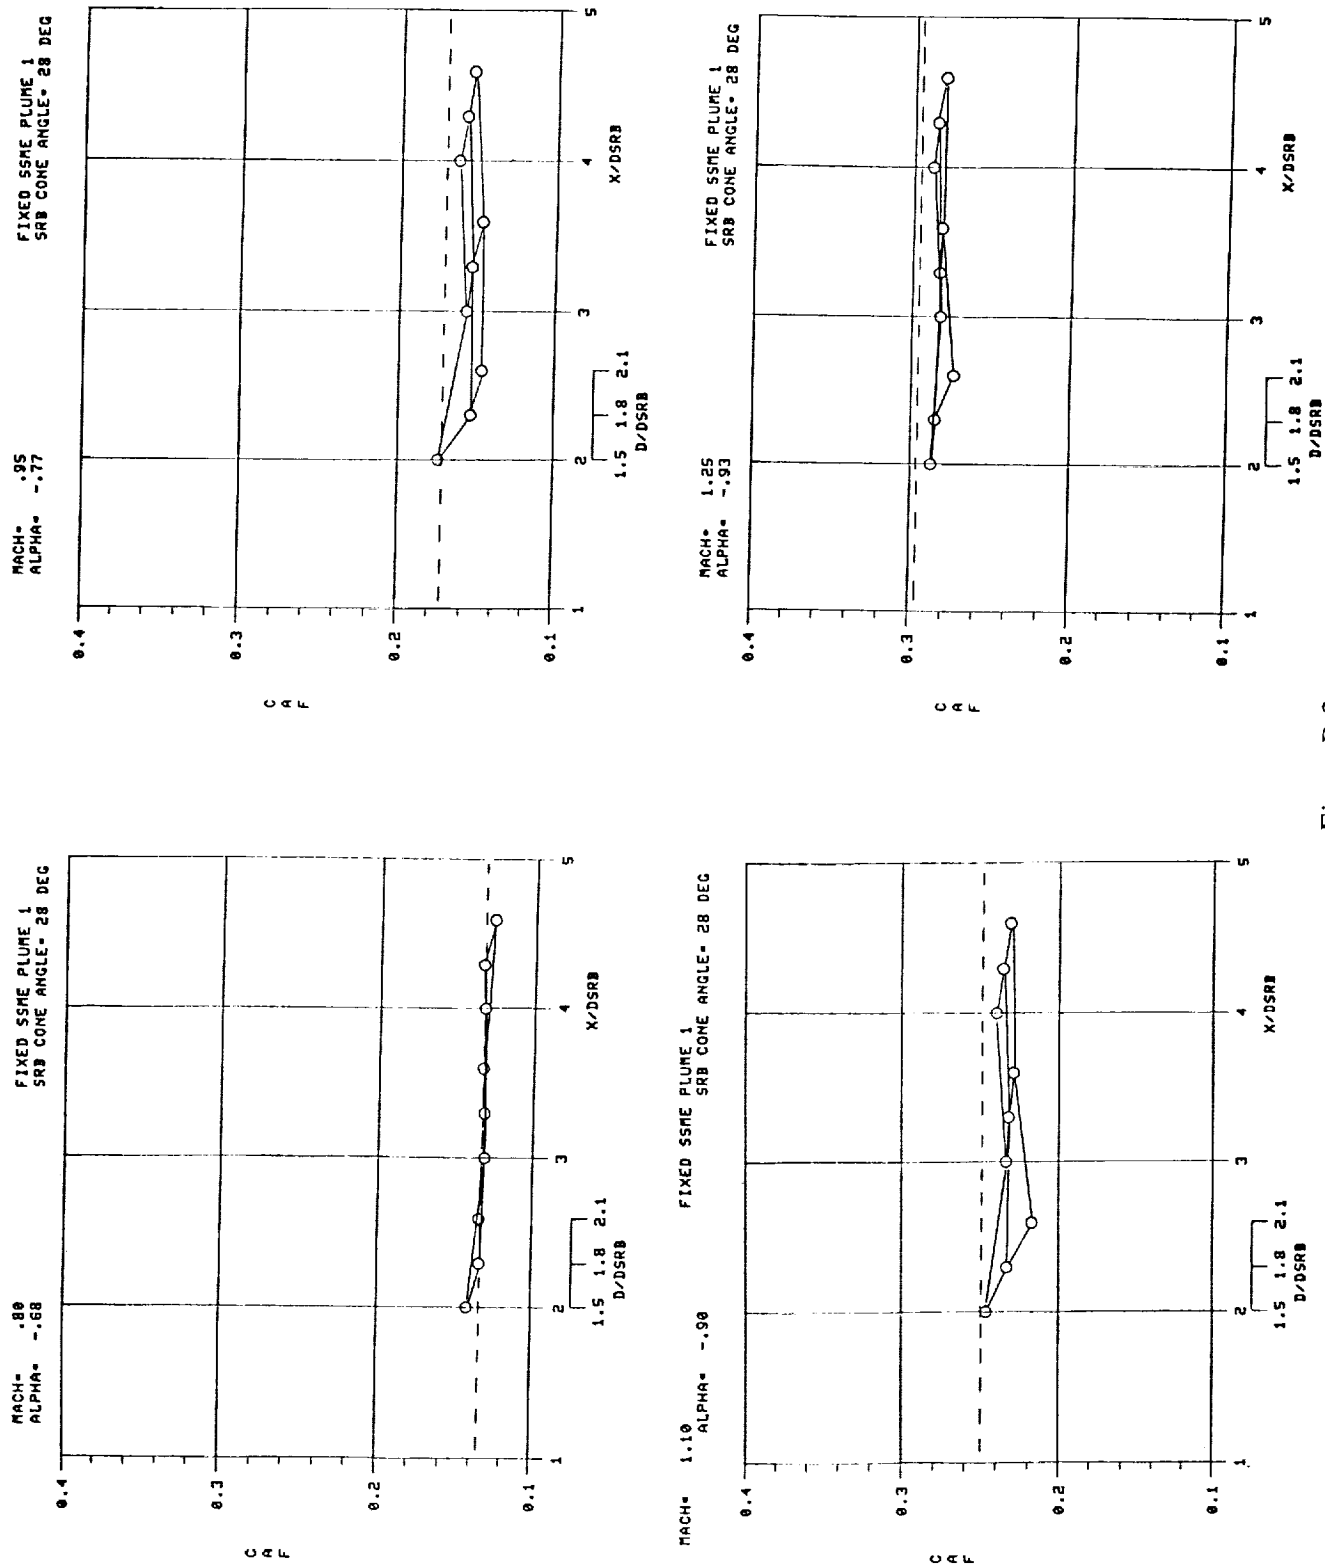 MACH= .80
ALPHA= -.68
FIXED SSME PLUME 1
SRB CONE ANGLE= 28 DEG
0.4
0.3
0.2
0.1
C
A
F
1
2
3
4
5
X/DSRB
1.5 1.8 2.1
D/DSRB
MACH= .95
ALPHA= -.77
FIXED SSME PLUME 1
SRB CONE ANGLE= 28 DEG
0.4
0.3
0.2
0.1
C
A
F
1
2
3
4
5
X/DSRB
1.5 1.8 2.1
D/DSRB
MACH= 1.10
ALPHA= -.90
FIXED SSME PLUME 1
SRB CONE ANGLE= 28 DEG
0.4
0.3
0.2
0.1
C
A
F
1
2
3
4
5
X/DSRB
1.5 1.8 2.1
D/DSRB
MACH= 1.25
ALPHA= -.93
FIXED SSME PLUME 1
SRB CONE ANGLE= 28 DEG
0.4
0.3
0.2
0.1
C
A
F
1
2
3
4
5
X/DSRB
1.5 1.8 2.1
D/DSRB